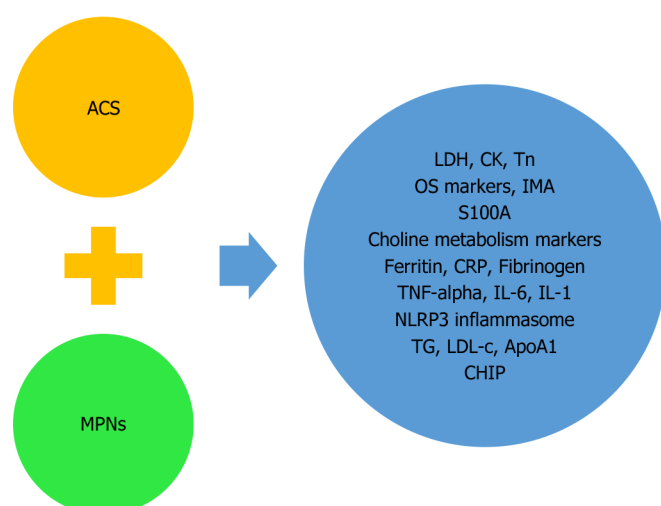 ACS
MPNs
LDH, CK, Tn
OS markers, IMA
S100A
Choline metabolism markers
Ferritin, CRP, Fibrinogen
TNF-alpha, IL-6, IL-1
NLRP3 inflammasome
TG, LDL-c, ApoA1
CHIP